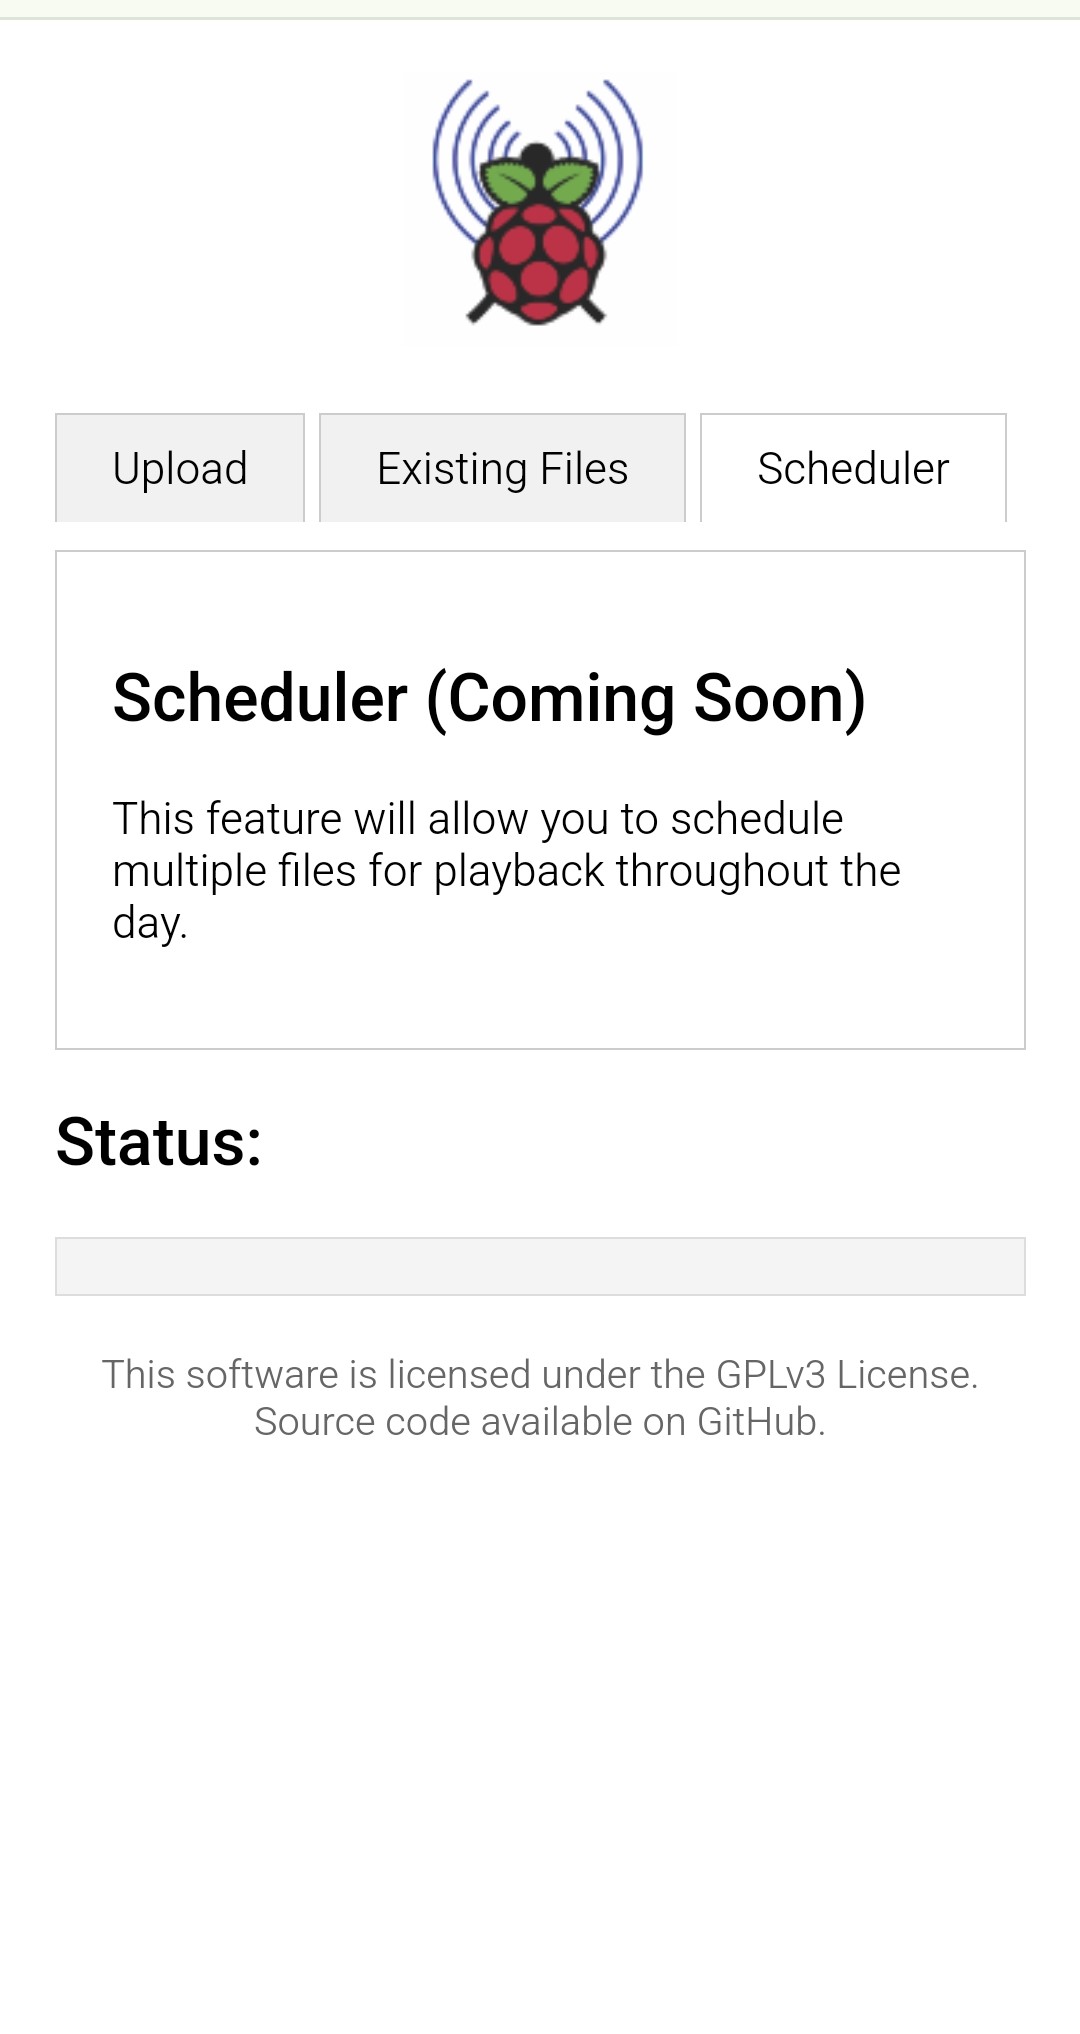 Upload
Existing Files
Scheduler
Scheduler (Coming Soon)
This feature will allow you to schedule
multiple files for playback throughout the
day.
Status:
This software is licensed under the GPLv3 License.
Source code available on GitHub.